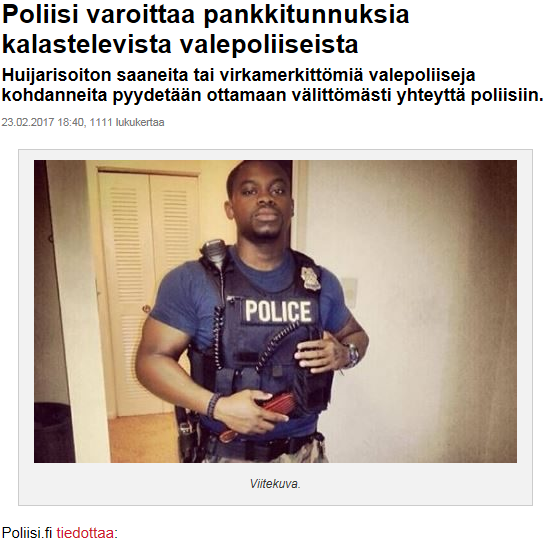 Poliisi varoittaa pankkitunnuksia
kalastelevista valepoliiseista
Huijarisoiton saaneita tai virkamerkittömiä valepoliiseja
kohdanneita pyydetään ottamaan välittömästi yhteyttä poliisiin.
23.02.2017 18:40, 1111 lukukertaa
POLICE
Viitekuva.
Poliisi.fi tiedottaa: